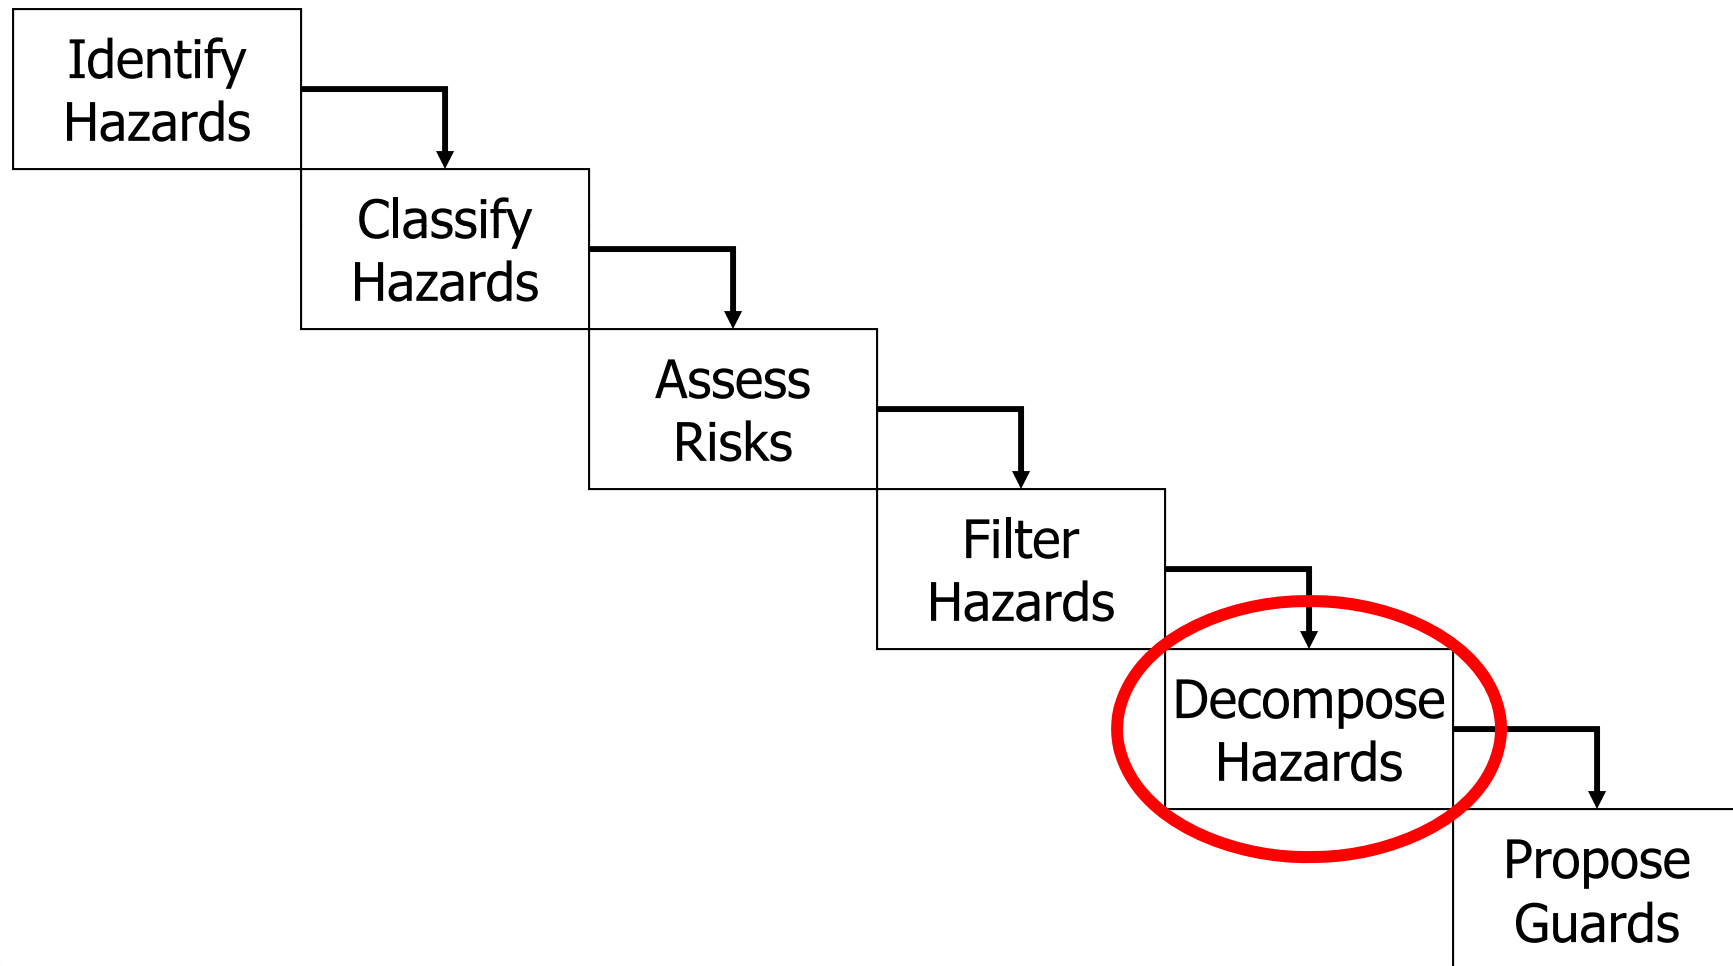 Identify
Hazards
Classify
Hazards
Assess
Risks
Filter
Hazards
Decompose
Hazards
Propose
Guards